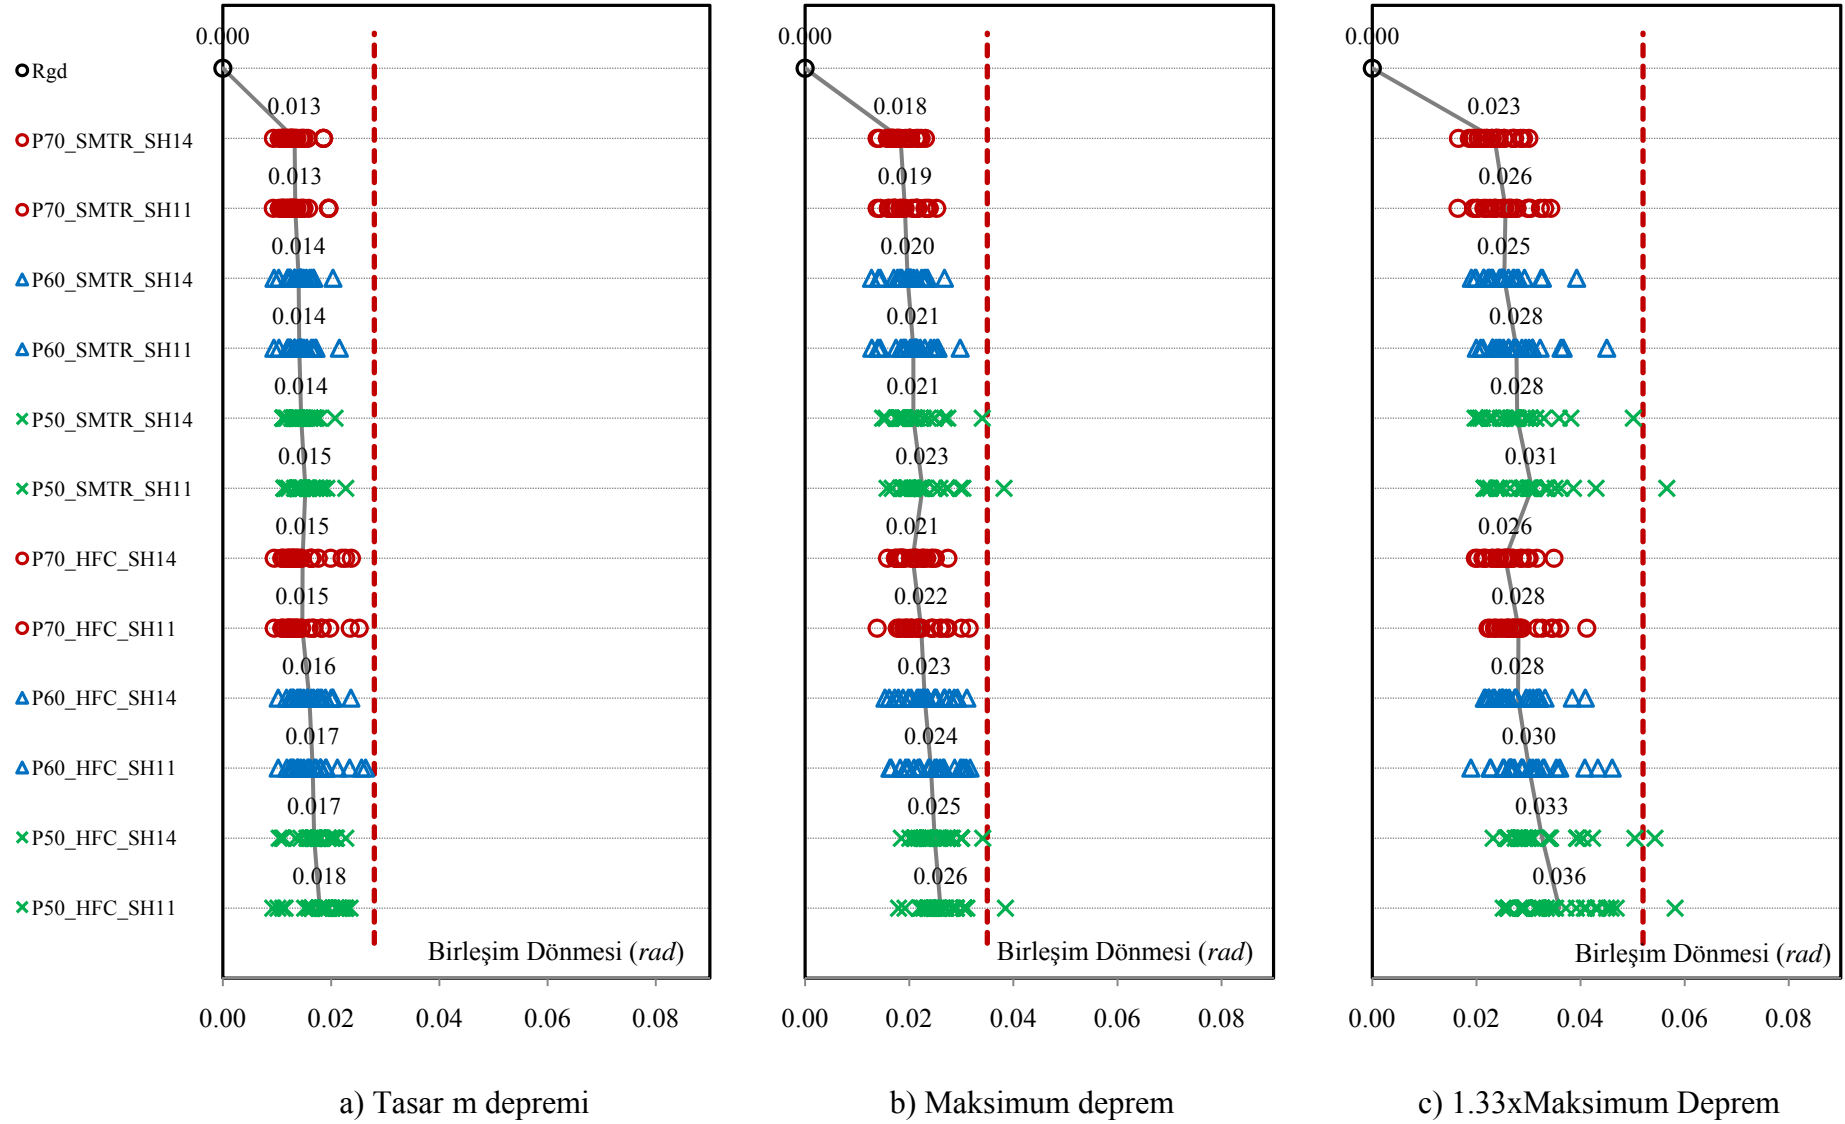 0.000 0.000 0.000
Rgd
0.013 0.018 0.023
P70_SMTR_SH14
0.013 0.019 0.026
P70_SMTR_SH11
0.014 0.020 0.025
P60_SMTR_SH14
0.014 0.021 0.028
P60_SMTR_SH11
0.014 0.021 0.028
P50_SMTR_SH14
0.015 0.023 0.031
P50_SMTR_SH11
0.015 0.021 0.026
P70_HFC_SH14
0.015 0.022 0.028
P70_HFC_SH11
0.016 0.023 0.028
P60_HFC_SH14
0.017 0.024 0.030
P60_HFC_SH11
0.017 0.025 0.033
P50_HFC_SH14
0.018 0.026 0.036
P50_HFC_SH11
Birleşim Dönmesi (rad) Birleşim Dönmesi (rad) Birleşim Dönmesi (rad)
0.00 0.02 0.04 0.06 0.08 0.00 0.02 0.04 0.06 0.08 0.00 0.02 0.04 0.06 0.08
a) Tasar m depremi b) Maksimum deprem c) 1.33xMaksimum Deprem